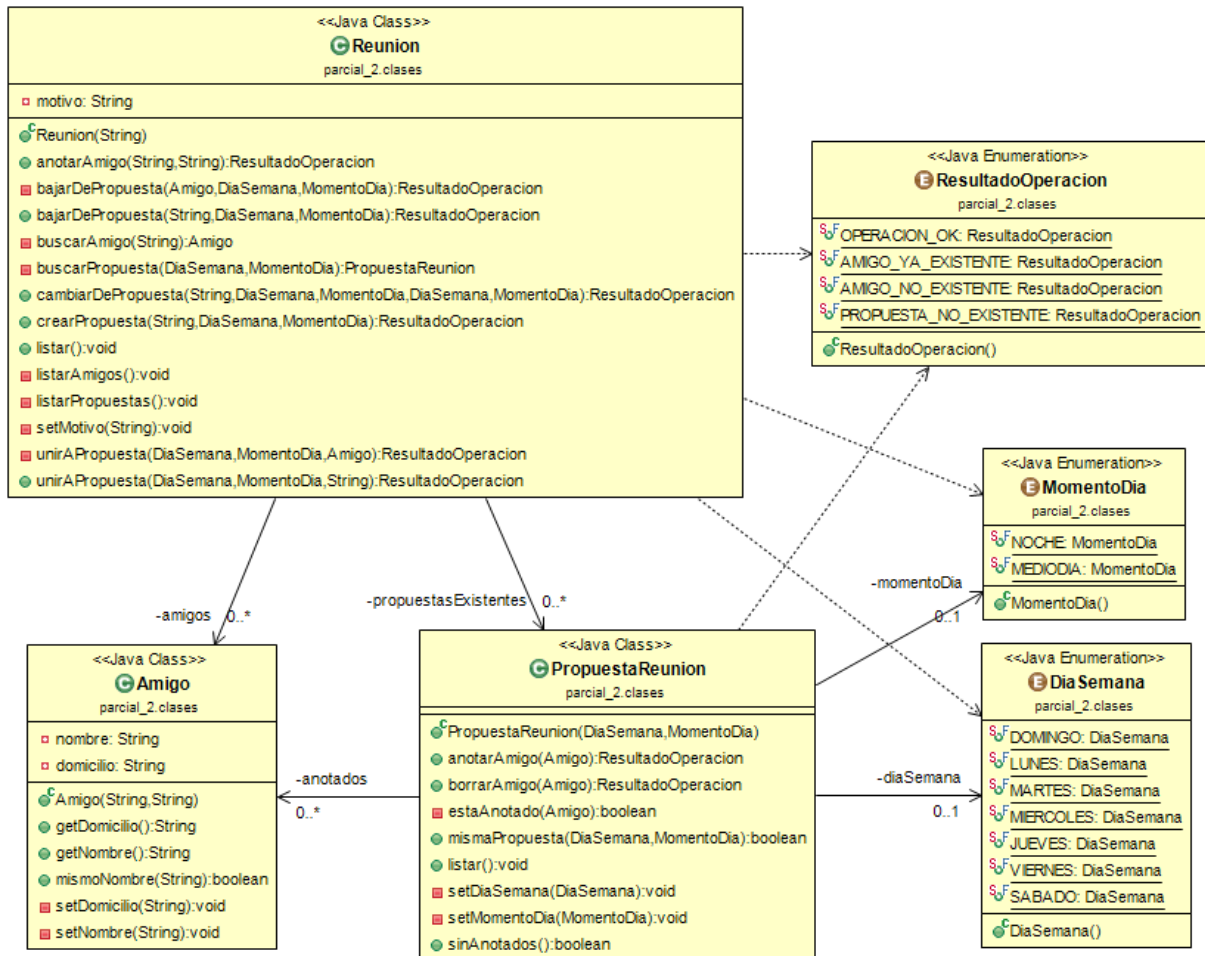 <<Java Class>>
Reunion
parcial_2.clases
motivo: String
Reunion(String)
anotarAmigo(String,String):ResultadoOperacion
bajarDePropuesta(Amigo,DiaSemana,MomentoDia):ResultadoOperacion
bajarDePropuesta(String,DiaSemana,MomentoDia):ResultadoOperacion
buscarAmigo(String):Amigo
buscarPropuesta(DiaSemana,MomentoDia):PropuestaReunion
cambiarDePropuesta(String,DiaSemana,MomentoDia,DiaSemana,MomentoDia):ResultadoOperacion
crearPropuesta(String,DiaSemana,MomentoDia):ResultadoOperacion
listar():void
listarAmigos():void
listarPropuestas():void
setMotivo(String):void
unirAPropuesta(DiaSemana,MomentoDia,Amigo):ResultadoOperacion
unirAPropuesta(DiaSemana,MomentoDia,String):ResultadoOperacion
<<Java Enumeration>>
ResultadoOperacion
parcial_2.clases
OPERACION_OK: ResultadoOperacion
AMIGO_YA_EXISTENTE: ResultadoOperacion
AMIGO_NO_EXISTENTE: ResultadoOperacion
PROPUESTA_NO_EXISTENTE: ResultadoOperacion
ResultadoOperacion()
<<Java Enumeration>>
MomentoDia
parcial_2.clases
NOCHE: MomentoDia
MEDIODIA: MomentoDia
MomentoDia()
-momentoDia
0..1
-propuestasExistentes 0..*
-amigos 0..*
<<Java Class>>
Amigo
parcial_2.clases
nombre: String
domicilio: String
Amigo(String,String)
getDomicilio():String
getNombre():String
mismoNombre(String):boolean
setDomicilio(String):void
setNombre(String):void
-anotados
0..*
<<Java Class>>
PropuestaReunion
parcial_2.clases
PropuestaReunion(DiaSemana,MomentoDia)
anotarAmigo(Amigo):ResultadoOperacion
borrarAmigo(Amigo):ResultadoOperacion
estaAnotado(Amigo):boolean
mismaPropuesta(DiaSemana,MomentoDia):boolean
listar():void
setDiaSemana(DiaSemana):void
setMomentoDia(MomentoDia):void
sinAnotados():boolean
-diaSemana
0..1
<<Java Enumeration>>
DiaSemana
parcial_2.clases
DOMINGO: DiaSemana
LUNES: DiaSemana
MARTES: DiaSemana
MIERCOLES: DiaSemana
JUEVES: DiaSemana
VIERNES: DiaSemana
SABADO: DiaSemana
DiaSemana()